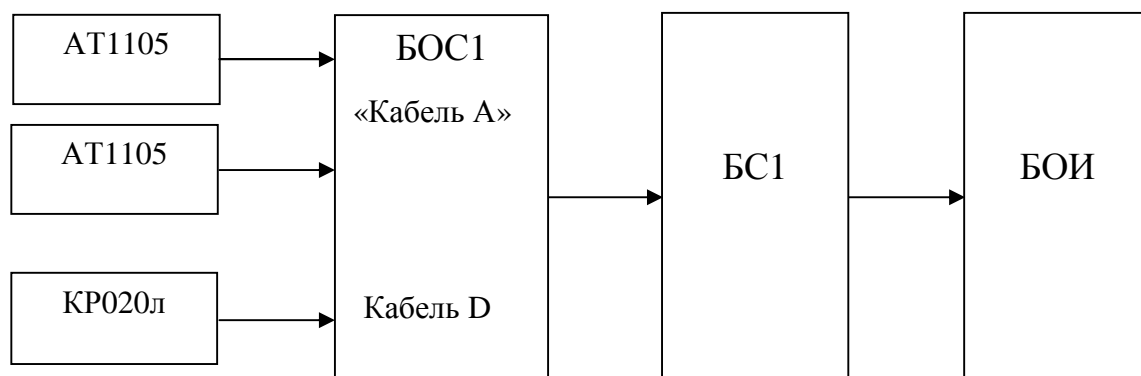 АТ1105
БОС1
«Кабель А»
АТ1105
БС1
БОИ
КР020л
Кабель D